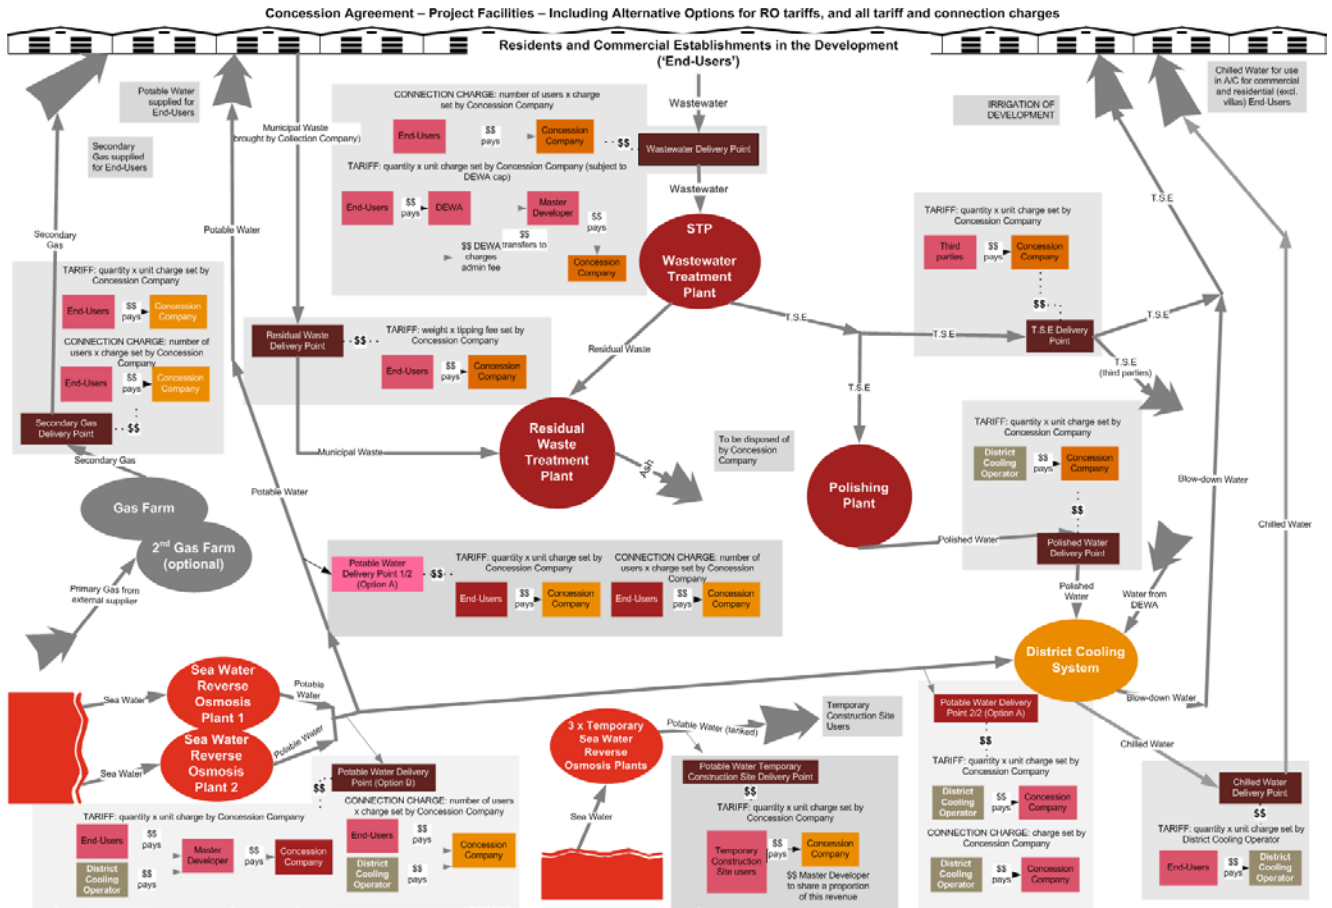 Concession Agreement – Project Facilities – Including Alternative Options for RO tariffs, and all tariff and connection charges
Residents and Commercial Establishments in the Development
('End-Users')
Potable Water
supplied for
End-Users
Secondary
Gas supplied
for End-Users
Municipal Waste
brought by Collection Company)
Wastewater
Wastewater Delivery Point
Wastewater
CONNECTION CHARGE: number of users x charge
set by Concession Company
End-Users
$$
pays
Concession
Company
$$
TARIFF: quantity x unit charge set by Concession Company (subject to
DEWA cap)
End-Users
$$
pays
DEWA
Master
Developer
$$
pays
$$
transfers to
$$ DEWA
charges
admin fee
Concession
Company
IRRIGATION OF
DEVELOPMENT
Chilled Water for use
in A/C for commercial
and residential (excl.
villas) End-Users
T.S.E
Secondary
Gas
Potable Water
STP
Wastewater
Treatment
Plant
TARIFF: quantity x unit charge set by
Concession Company
Third
parties
$$
pays
Concession
Company
$$
T.S.E Delivery
Point
T.S.E
T.S.E
T.S.E
T.S.E
(third parties)
T.S.E
TARIFF: quantity x unit charge set by
Concession Company
End-Users
$$
pays
Concession
Company
CONNECTION CHARGE: number of
users x charge set by Concession
Company
End-Users
$$
pays
Concession
Company
$$
Secondary Gas
Delivery Point
Secondary Gas
Residual Waste
Delivery Point
$$
TARIFF: weight x tipping fee set by
Concession Company
End-Users
$$
pays
Concession
Company
Residual Waste
Municipal Waste
Residual
Waste
Treatment
Plant
Ash
To be disposed of
by Concession
Company
Polishing
Plant
Polished Water
TARIFF: quantity x unit charge set by
Concession Company
District
Cooling
Operator
$$
pays
Concession
Company
$$
Polished Water
Delivery Point
Polished
Water
Water from
DEWA
Blow-down Water
Chilled Water
Gas Farm
2nd Gas Farm
(optional)
Primary Gas from
external supplier
Potable Water
Potable Water
Delivery Point 1/2
(Option A)
$$
TARIFF: quantity x unit charge set by
Concession Company
End-Users
$$
pays
Concession
Company
CONNECTION CHARGE: number of
users x charge set by Concession
Company
End-Users
$$
pays
Concession
Company
District Cooling
System
Blow-down Water
Chilled Water
Sea Water
Sea Water
Reverse
Osmosis
Plant 1
Potable
Water
Sea Water
Sea Water
Reverse
Osmosis
Plant 2
Potable Water
Potable Water Delivery
Point (Option B)
$$
TARIFF: quantity x unit charge by Concession Company
End-Users
$$
pays
District
Cooling
Operator
$$
pays
Master
Developer
$$
pays
Concession
Company
CONNECTION CHARGE: number of users
x charge set by Concession Company
End-Users
$$
pays
District
Cooling
Operator
$$
pays
Concession
Company
3 x Temporary
Sea Water
Reverse
Osmosis Plants
Sea Water
Potable Water (tanked)
Temporary
Construction Site
Users
Potable Water Temporary
Construction Site Delivery Point
$$
TARIFF: quantity x unit charge set by
Concession Company
Temporary
Construction
Site users
$$
pays
Concession
Company
$$ Master Developer
to share a proportion
of this revenue
Potable Water Delivery
Point 2/2 (Option A)
$$
TARIFF: quantity x unit charge set by
Concession Company
District
Cooling
Operator
$$
pays
Concession
Company
CONNECTION CHARGE: charge set by
Concession Company
District
Cooling
Operator
$$
pays
Concession
Company
Chilled Water
Delivery Point
$$
TARIFF: quantity x unit charge set by
District Cooling Operator
End-Users
$$
pays
District
Cooling
Operator